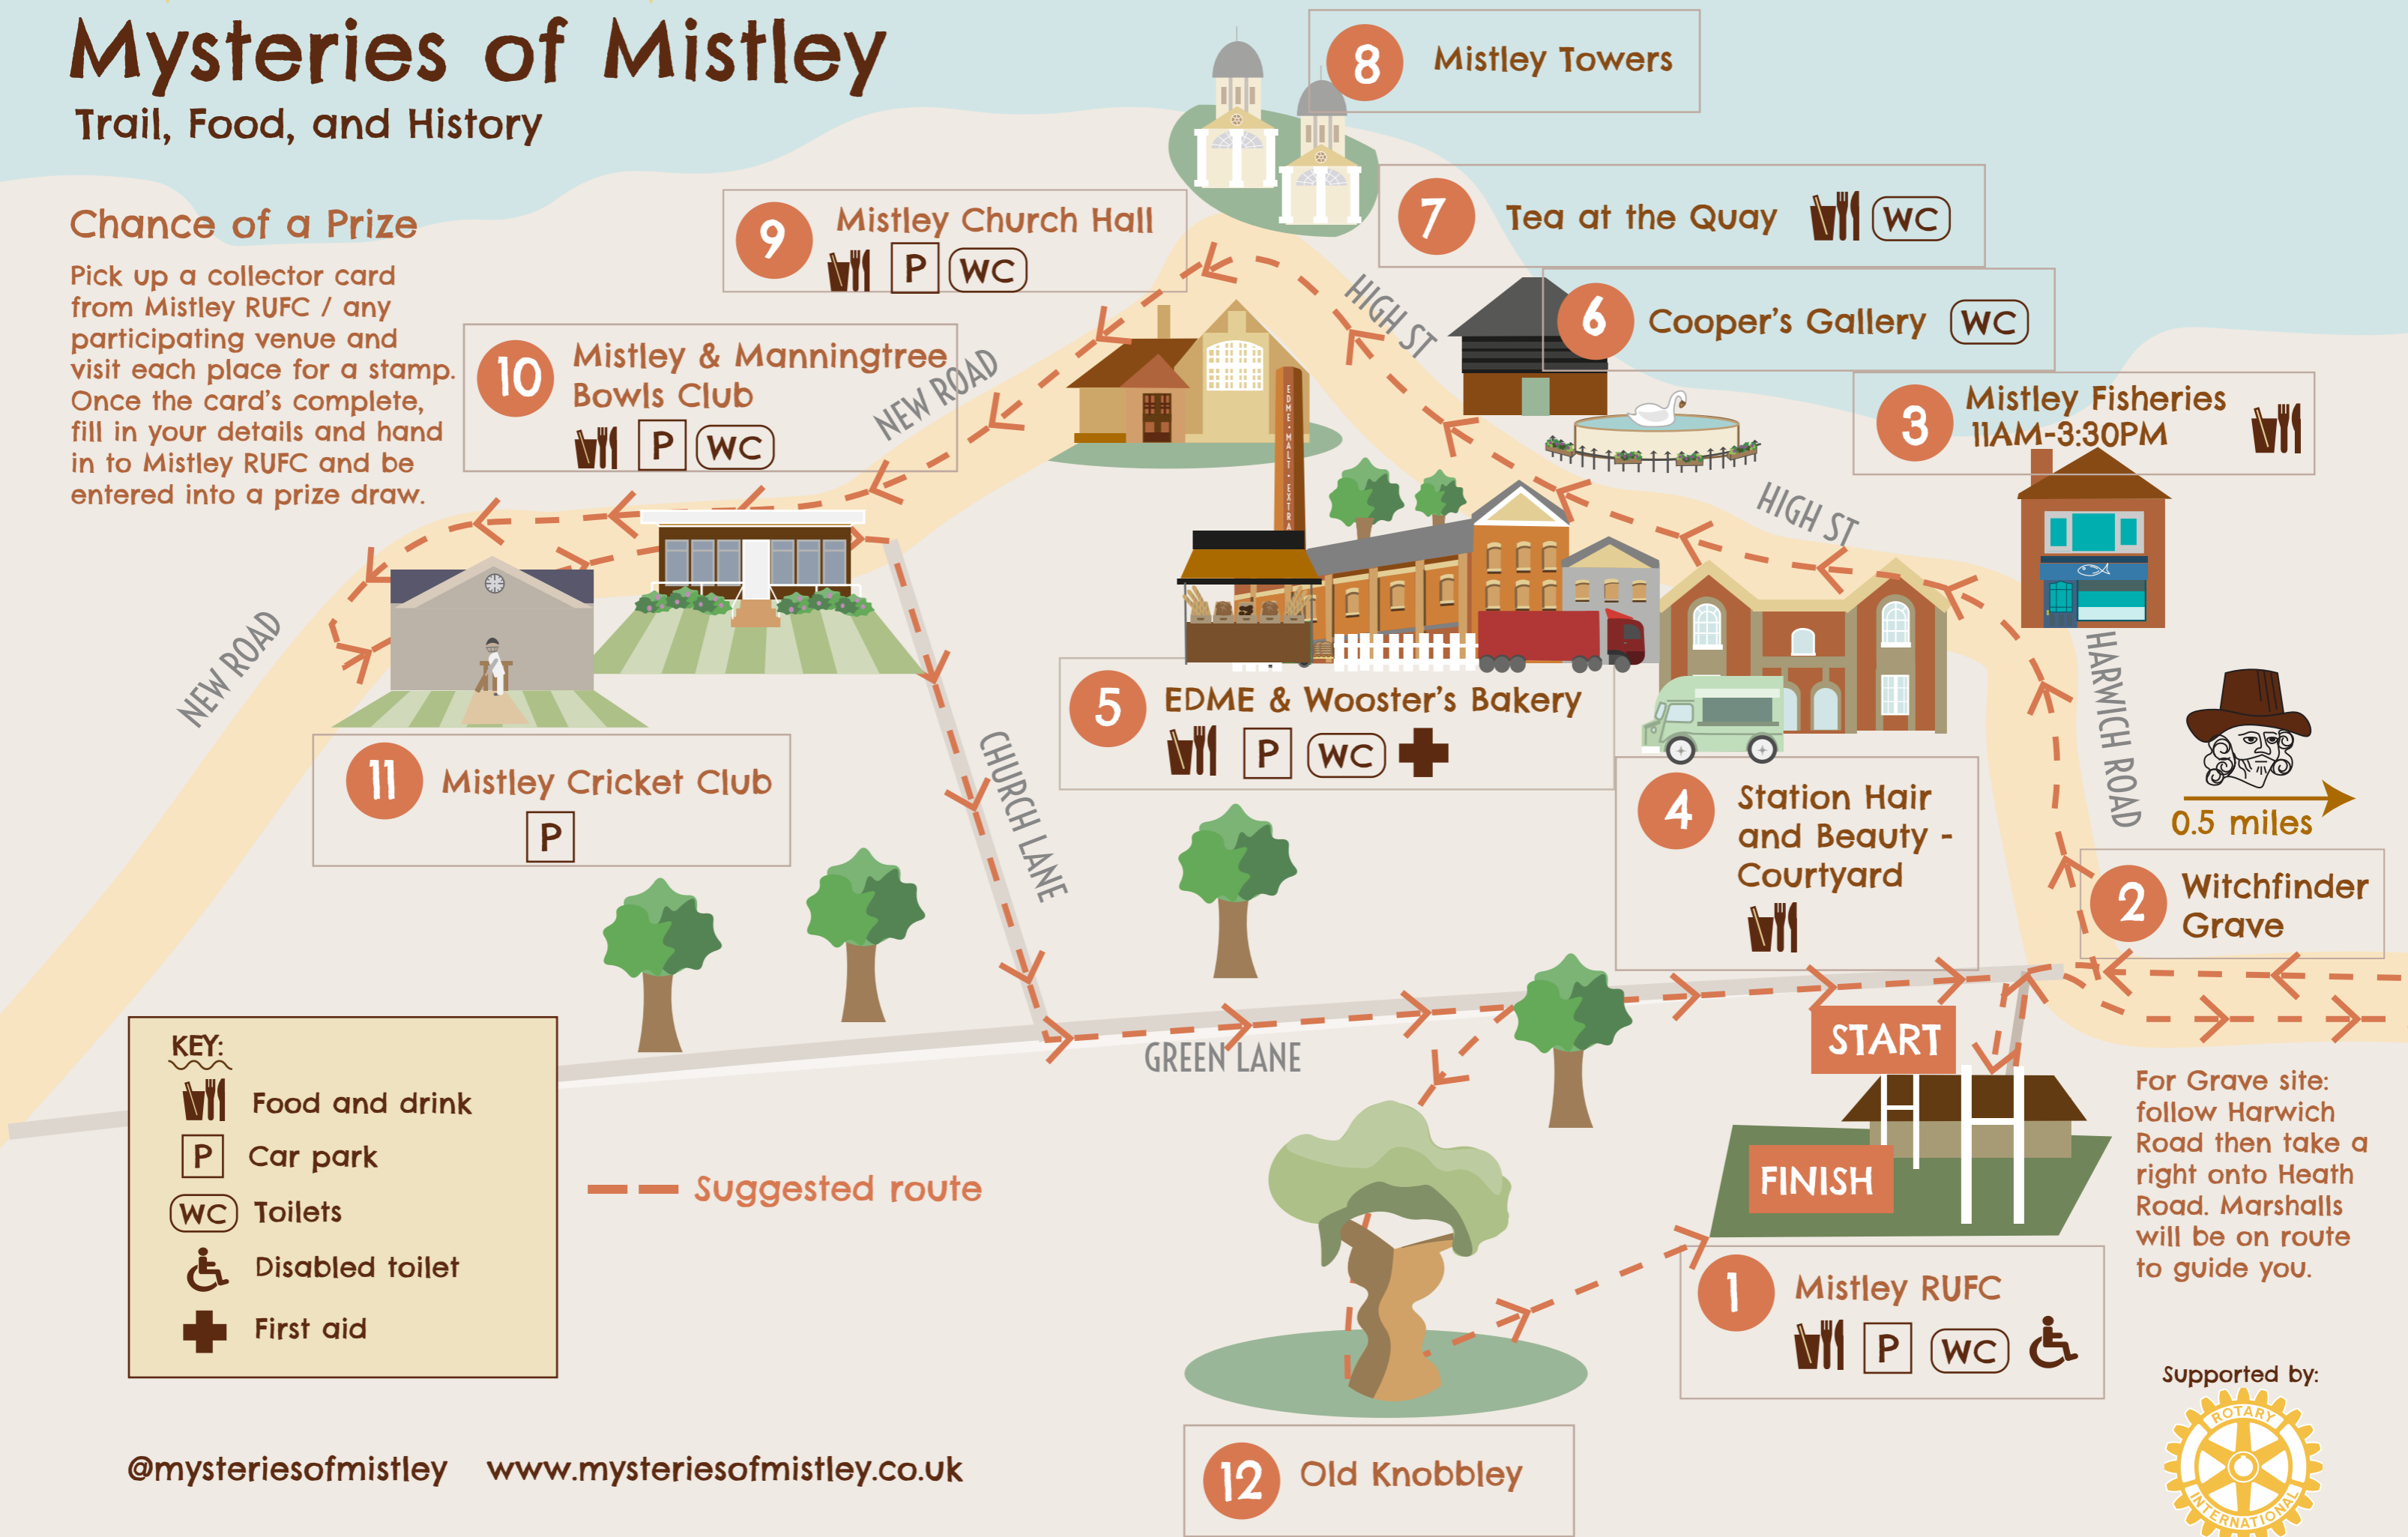 Mysteries of Mistley
Trail, Food, and History
Chance of a Prize
Pick up a collector card
from Mistley RUFC / any
participating venue and
visit each place for a stamp.
Once the card's complete,
fill in your details and hand
in to Mistley RUFC and be
entered into a prize draw.
8 Mistley Towers
7 Tea at the Quay WC
9 Mistley Church Hall
P WC
6 Cooper's Gallery WC
10 Mistley & Manningtree
Bowls Club
P WC
3 Mistley Fisheries
11AM-3:30PM
HIGH ST
NEW ROAD
HIGH ST
EDME · MALT · EXTRA
NEW ROAD
HARWICH ROAD
5 EDME & Wooster's Bakery
P WC
11 Mistley Cricket Club
P
CHURCH LANE
4 Station Hair
and Beauty -
Courtyard
0.5 miles
2 Witchfinder
Grave
START
GREEN LANE
FINISH
For Grave site:
follow Harwich
Road then take a
right onto Heath
Road. Marshalls
will be on route
to guide you.
KEY:
Food and drink
P Car park
WC Toilets
Disabled toilet
First aid
Suggested route
1 Mistley RUFC
P WC
12 Old Knobbley
@mysteriesofmistley www.mysteriesofmistley.co.uk
Supported by:
ROTARY
INTERNATIONAL